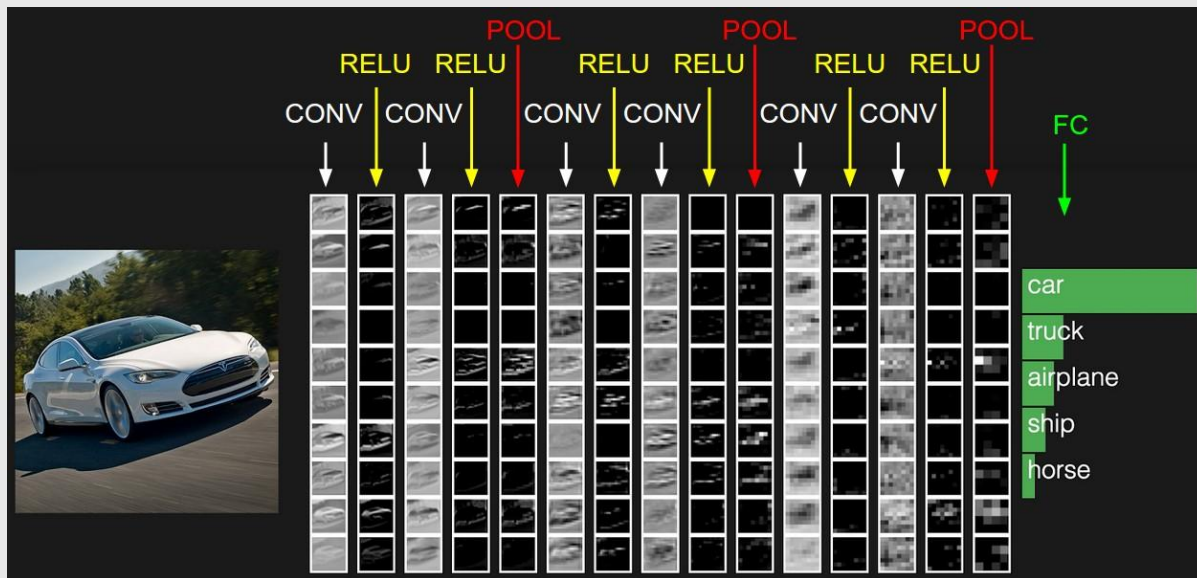 POOL POOL POOL
RELU RELU RELU RELU RELU RELU
CONV CONV CONV CONV CONV CONV
FC
car
truck
airplane
ship
horse